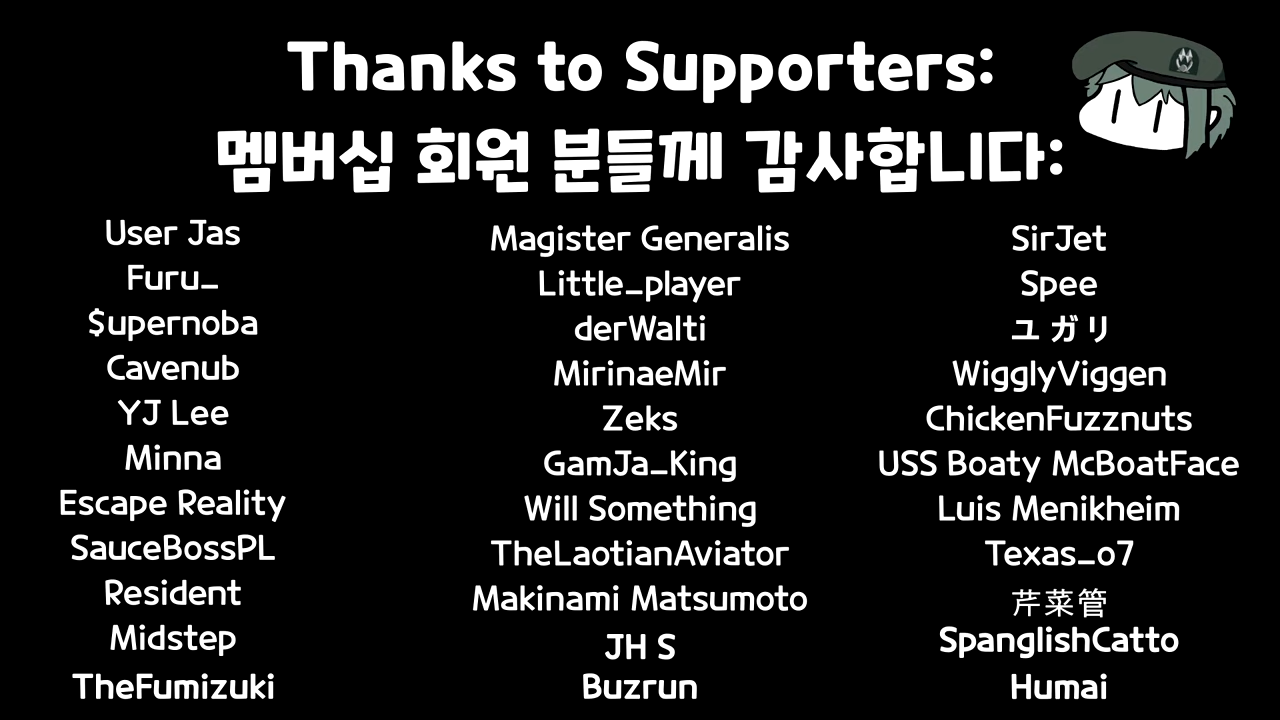 Thanks to Supporters:
멤버십 회원 분들께 감사합니다:
User Jas
Furu_
$upernoba
Cavenub
YJ Lee
Minna
Escape Reality
SauceBossPL
Resident
Midstep
TheFumizuki
Magister Generalis
Little_player
derWalti
MirinaeMir
Zeks
GamJa_King
Will Something
TheLaotianAviator
Makinami Matsumoto
JH S
Buzrun
SirJet
Spee
ユ ガリ
WigglyViggen
ChickenFuzznuts
USS Boaty McBoatFace
Luis Menikheim
Texas_o7
芹菜管
SpanglishCatto
Humai